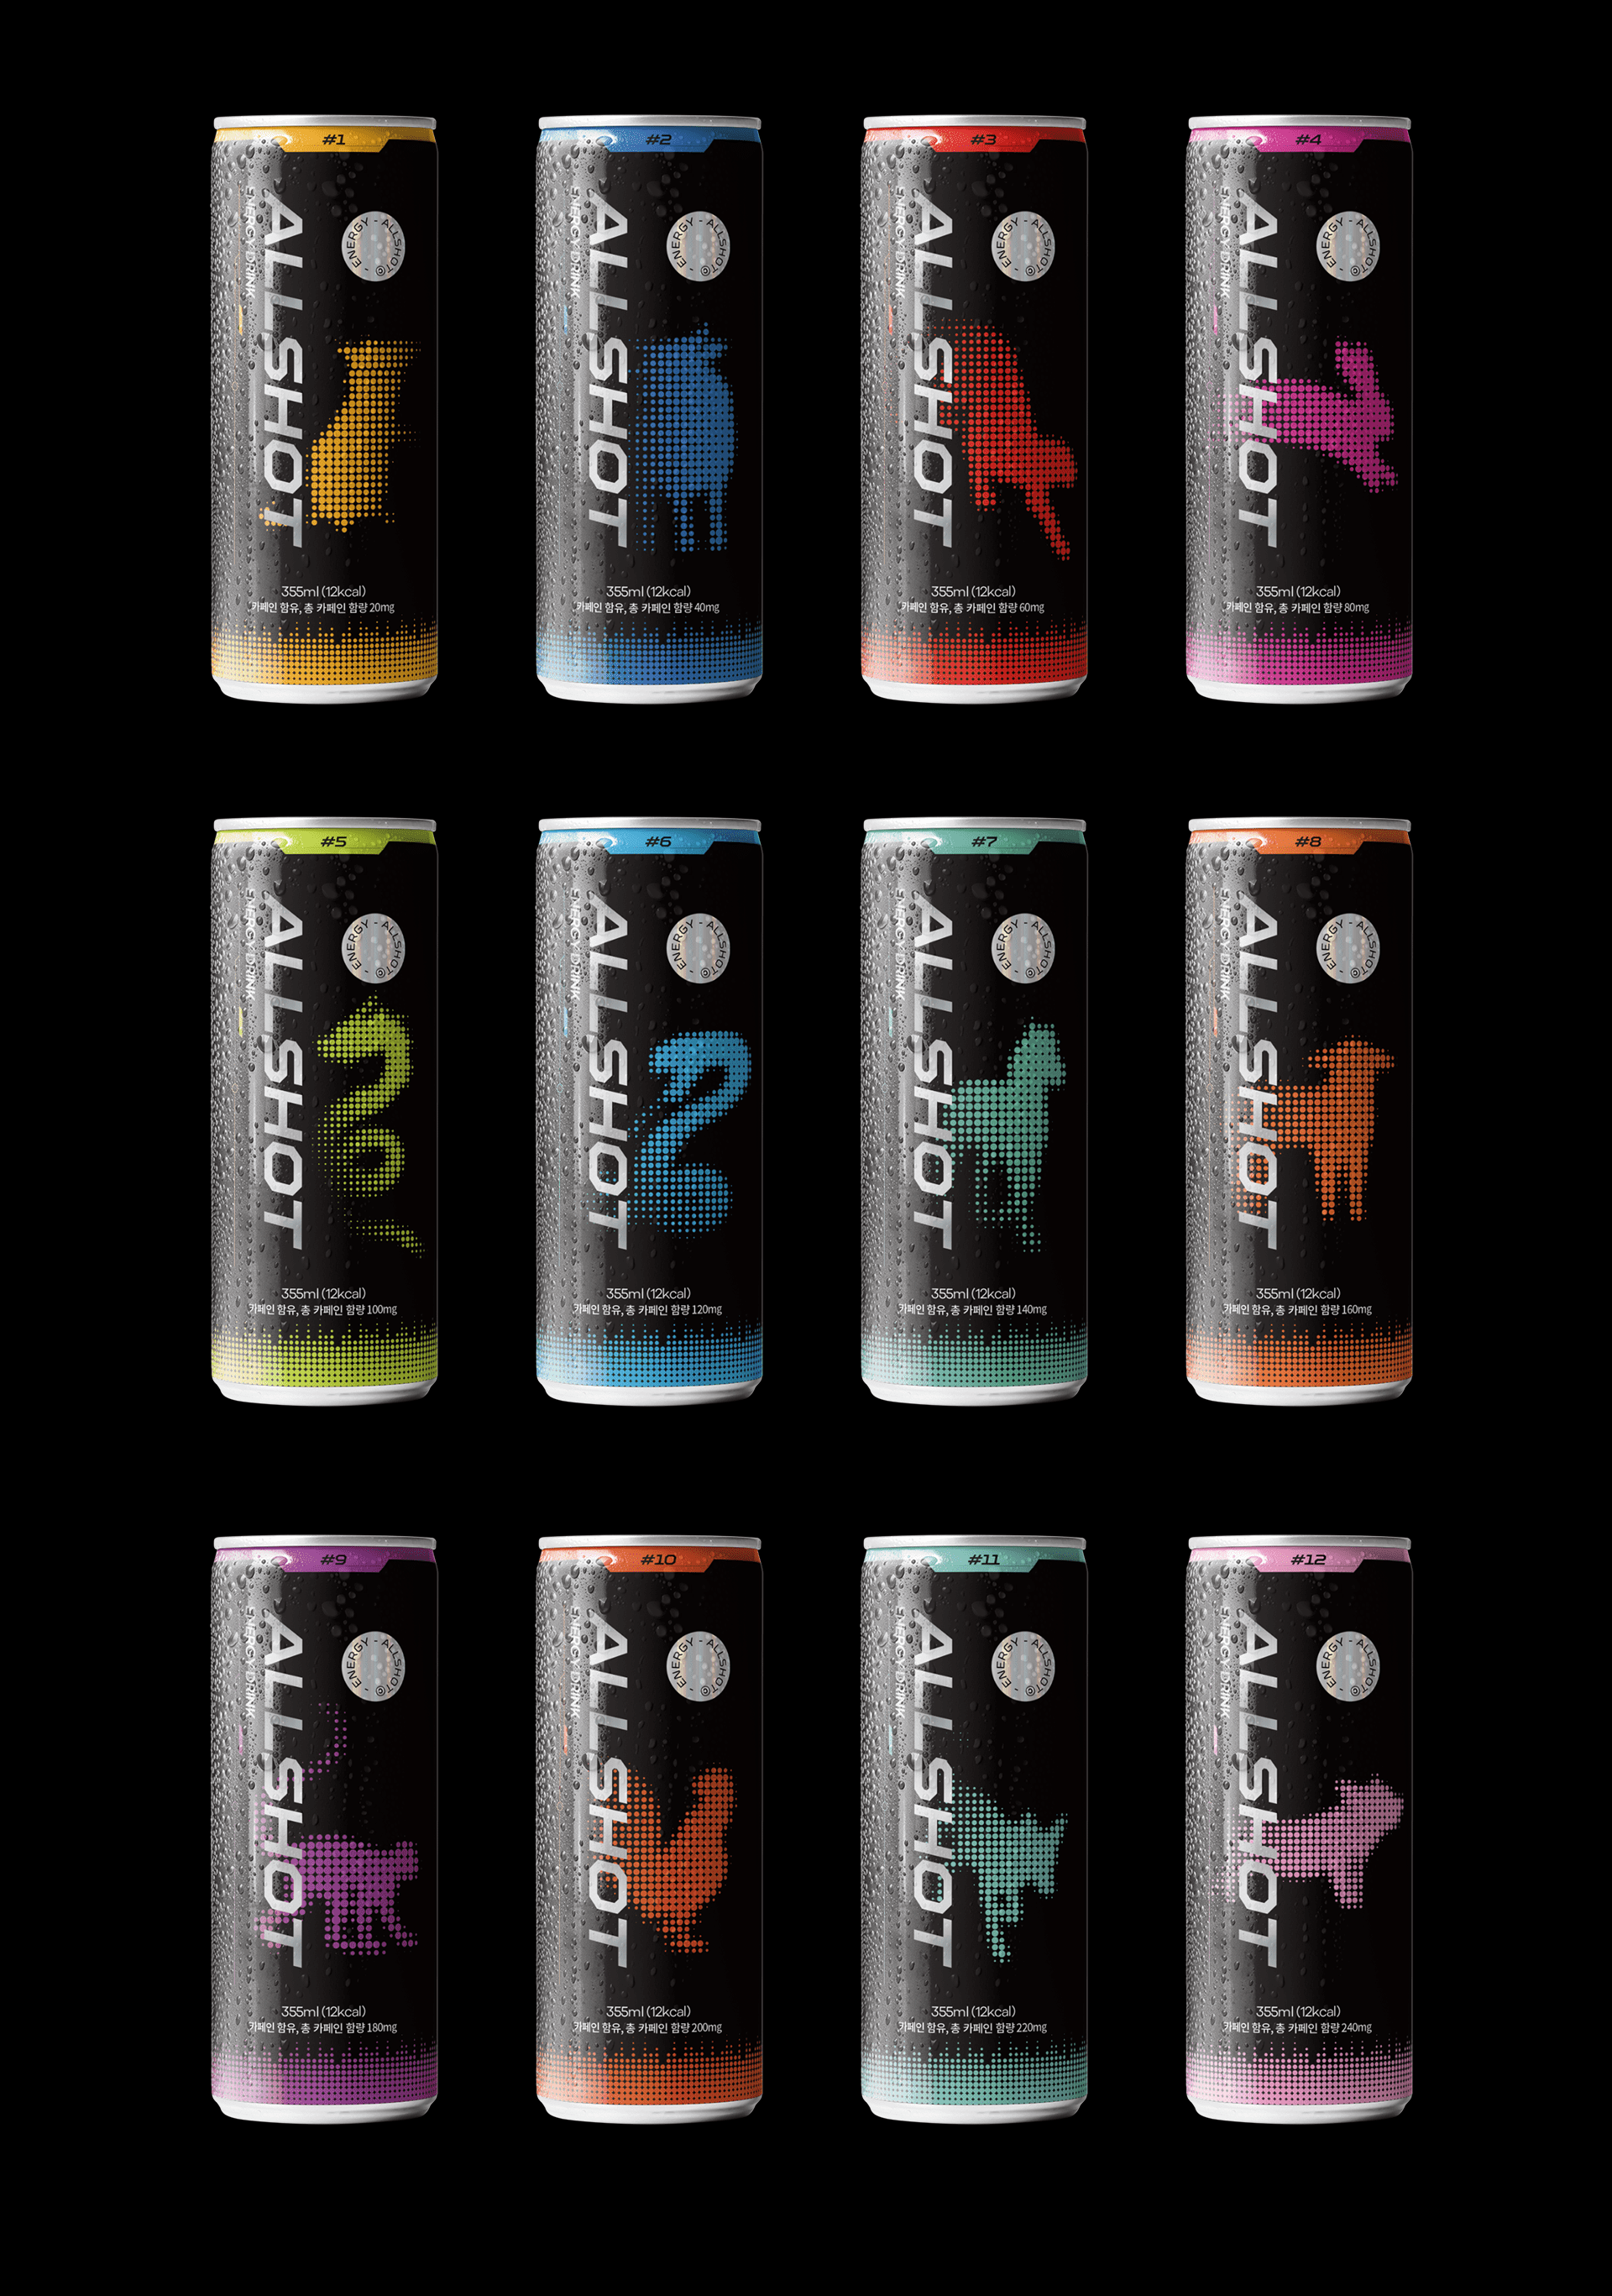 #1
ALLSHOT
ENERGY DRINK
ENERGY - ALLSHOT© -
355ml (12kcal)
카페인 함유, 총 카페인 함량 20mg
#2
ALLSHOT
ENERGY DRINK
ENERGY - ALLSHOT© -
355ml (12kcal)
카페인 함유, 총 카페인 함량 40mg
#3
ALLSHOT
ENERGY DRINK
ENERGY - ALLSHOT© -
355ml (12kcal)
카페인 함유, 총 카페인 함량 60mg
#4
ALLSHOT
ENERGY DRINK
ENERGY - ALLSHOT© -
355ml (12kcal)
카페인 함유, 총 카페인 함량 80mg
#5
ALLSHOT
ENERGY DRINK
ENERGY - ALLSHOT© -
355ml (12kcal)
카페인 함유, 총 카페인 함량 100mg
#6
ALLSHOT
ENERGY DRINK
ENERGY - ALLSHOT© -
355ml (12kcal)
카페인 함유, 총 카페인 함량 120mg
#7
ALLSHOT
ENERGY DRINK
ENERGY - ALLSHOT© -
355ml (12kcal)
카페인 함유, 총 카페인 함량 140mg
#8
ALLSHOT
ENERGY DRINK
ENERGY - ALLSHOT© -
355ml (12kcal)
카페인 함유, 총 카페인 함량 160mg
#9
ALLSHOT
ENERGY DRINK
ENERGY - ALLSHOT© -
355ml (12kcal)
카페인 함유, 총 카페인 함량 180mg
#10
ALLSHOT
ENERGY DRINK
ENERGY - ALLSHOT© -
355ml (12kcal)
카페인 함유, 총 카페인 함량 200mg
#11
ALLSHOT
ENERGY DRINK
ENERGY - ALLSHOT© -
355ml (12kcal)
카페인 함유, 총 카페인 함량 220mg
#12
ALLSHOT
ENERGY DRINK
ENERGY - ALLSHOT© -
355ml (12kcal)
카페인 함유, 총 카페인 함량 240mg